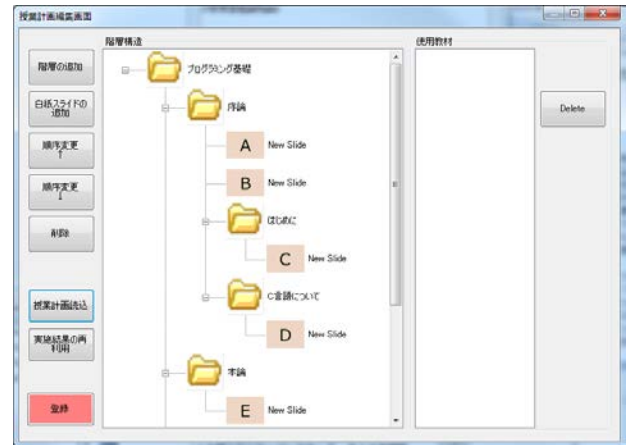 授業計画編集画面
階層構造
使用教材
階層の追加
白紙スライドの
追加
順序変更
↑
順序変更
↓
削除
授業計画読込
実施結果の再
利用
登録
プログラミング基礎
序論
A New Slide
B New Slide
はじめに
C New Slide
C言語について
D New Slide
本論
E New Slide
Delete